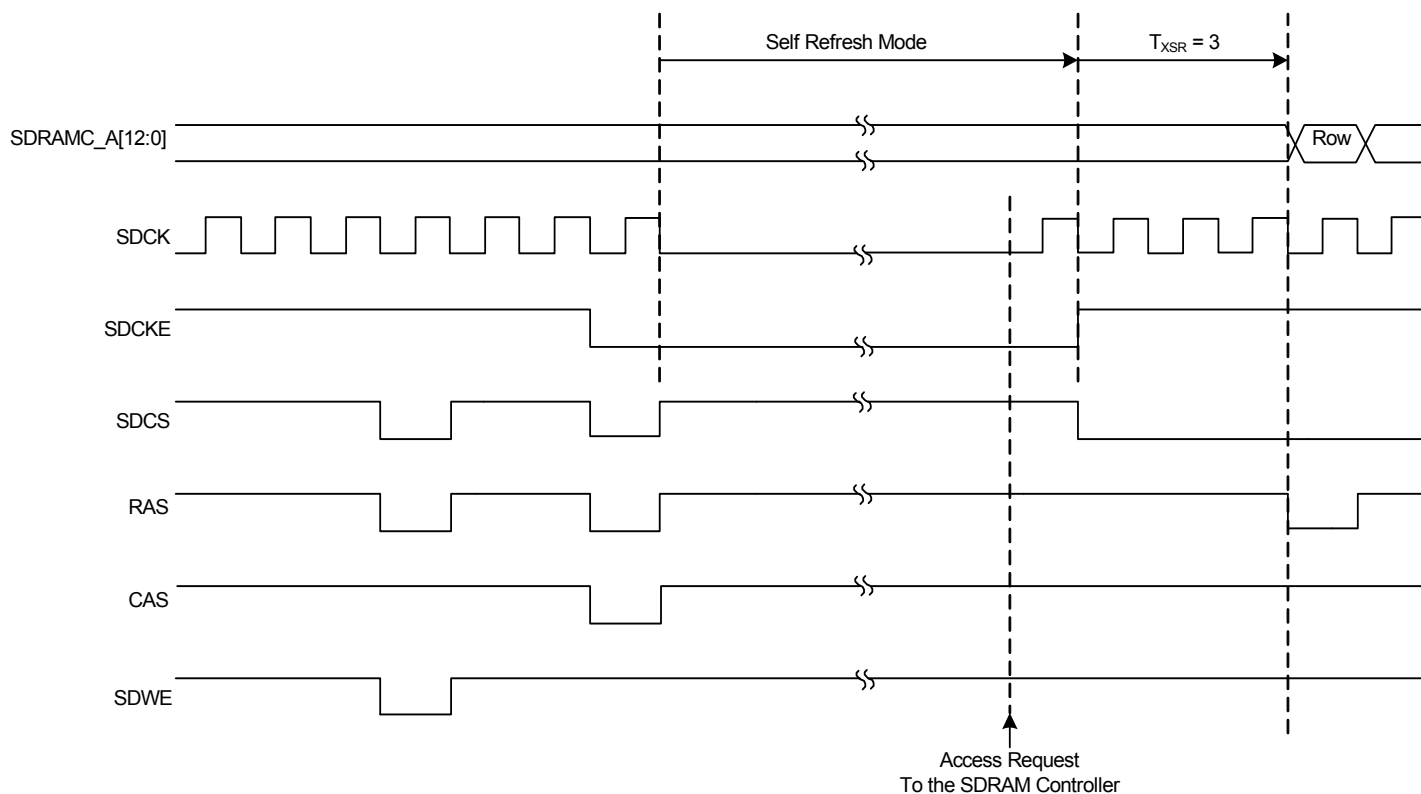 Self Refresh Mode
TXSR = 3
SDRAMC_A[12:0]
Row
SDCK
SDCKE
SDCS
RAS
CAS
SDWE
Access Request
To the SDRAM Controller